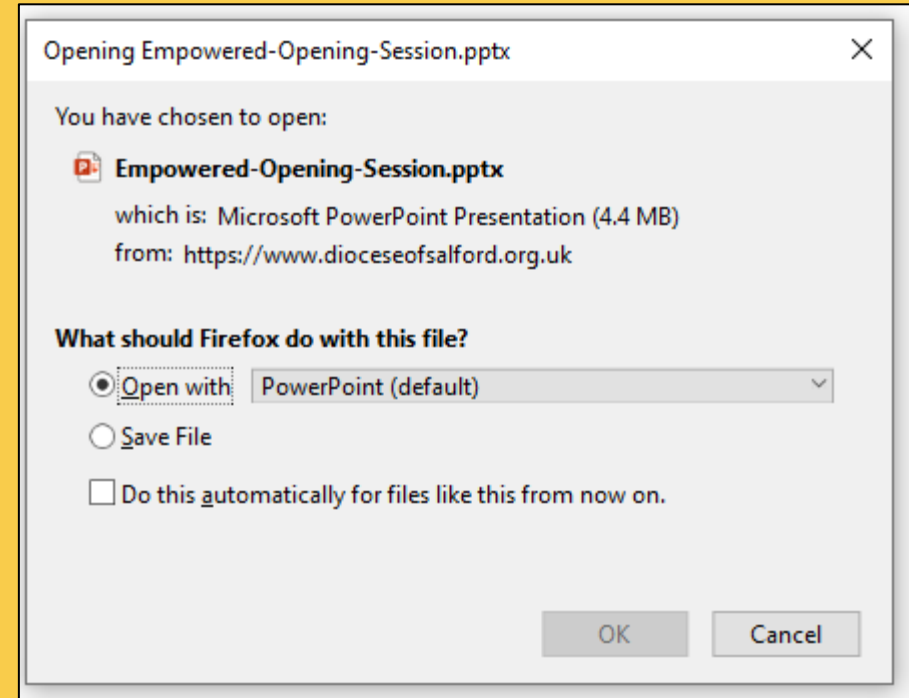 Opening Empowered-Opening-Session.pptx
You have chosen to open:
Empowered-Opening-Session.pptx
which is: Microsoft PowerPoint Presentation (4.4 MB)
from: https://www.dioceseofsalford.org.uk
What should Firefox do with this file?
Open with PowerPoint (default)
Save File
Do this automatically for files like this from now on.
OK Cancel